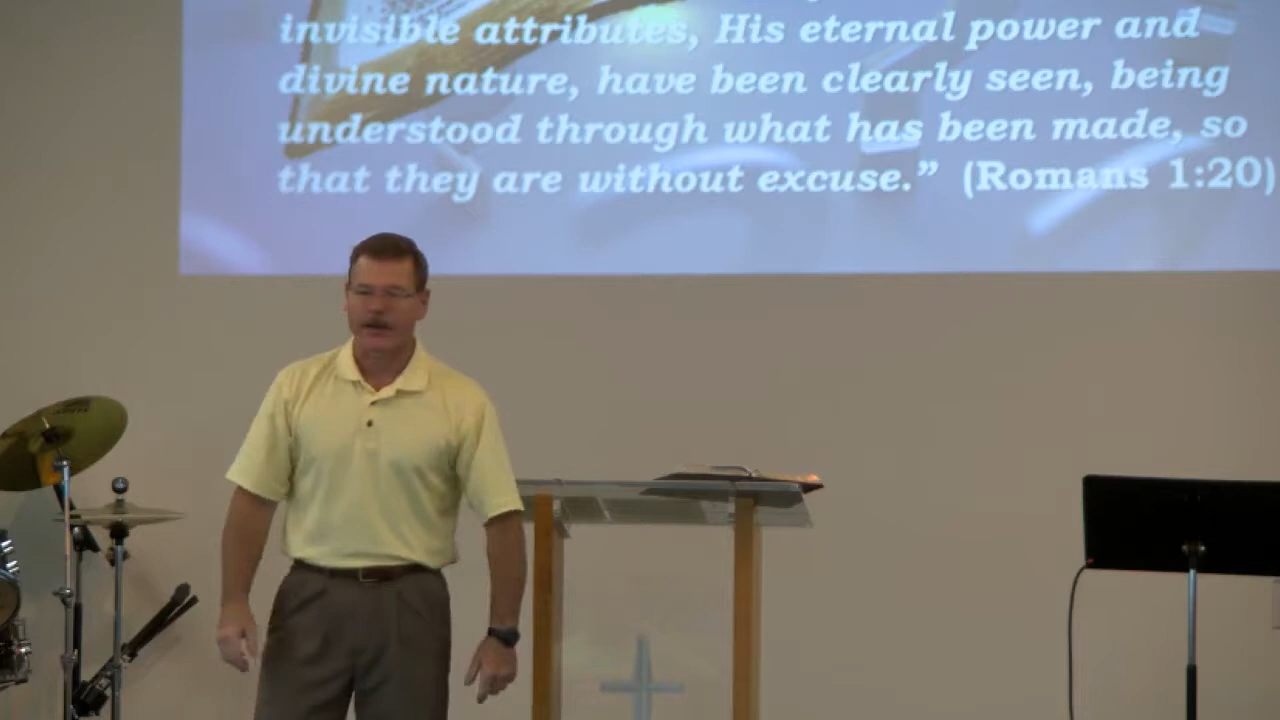 invisible attributes, His eternal power and
divine nature, have been clearly seen, being
understood through what has been made, so
that they are without excuse.” (Romans 1:20)